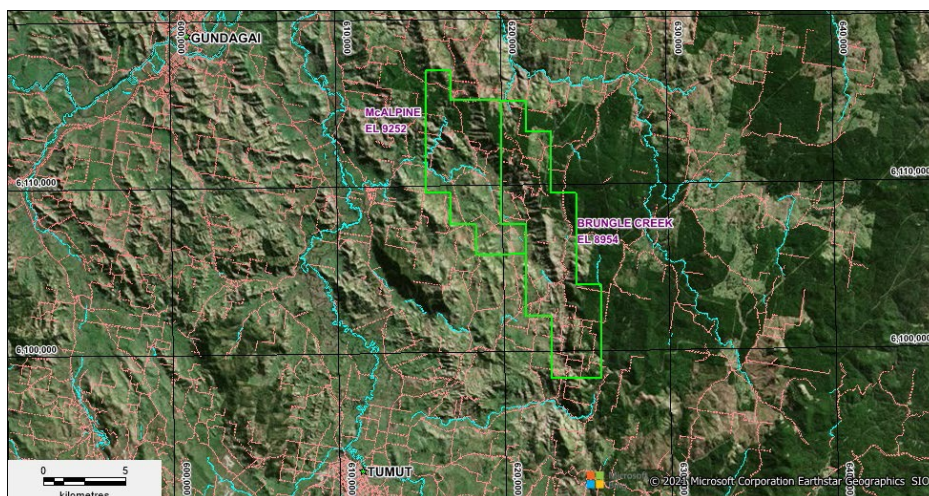 600,000
610,000
620,000
630,000
640,000
GUNDAGAI
McALPINE
EL 9252
6,110,000
6,110,000
BRUNGLE CREEK
EL 8954
6,100,000
6,100,000
TUMUT
0 5
kilometres
600,000
610,000
620,000
610,000
640,000
Microsoft
© 2021 Microsoft Corporation Earthstar Geographics SIO